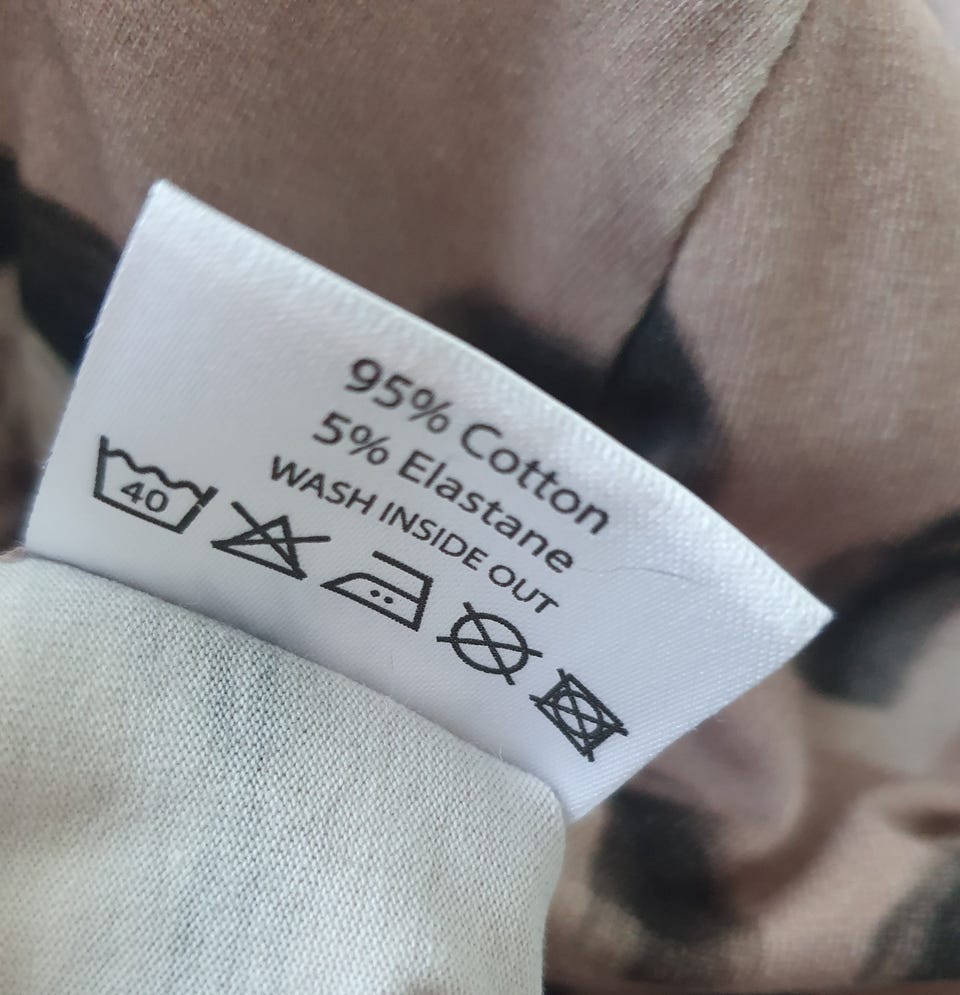 95% Cotton
5% Elastane
WASH INSIDE OUT
40